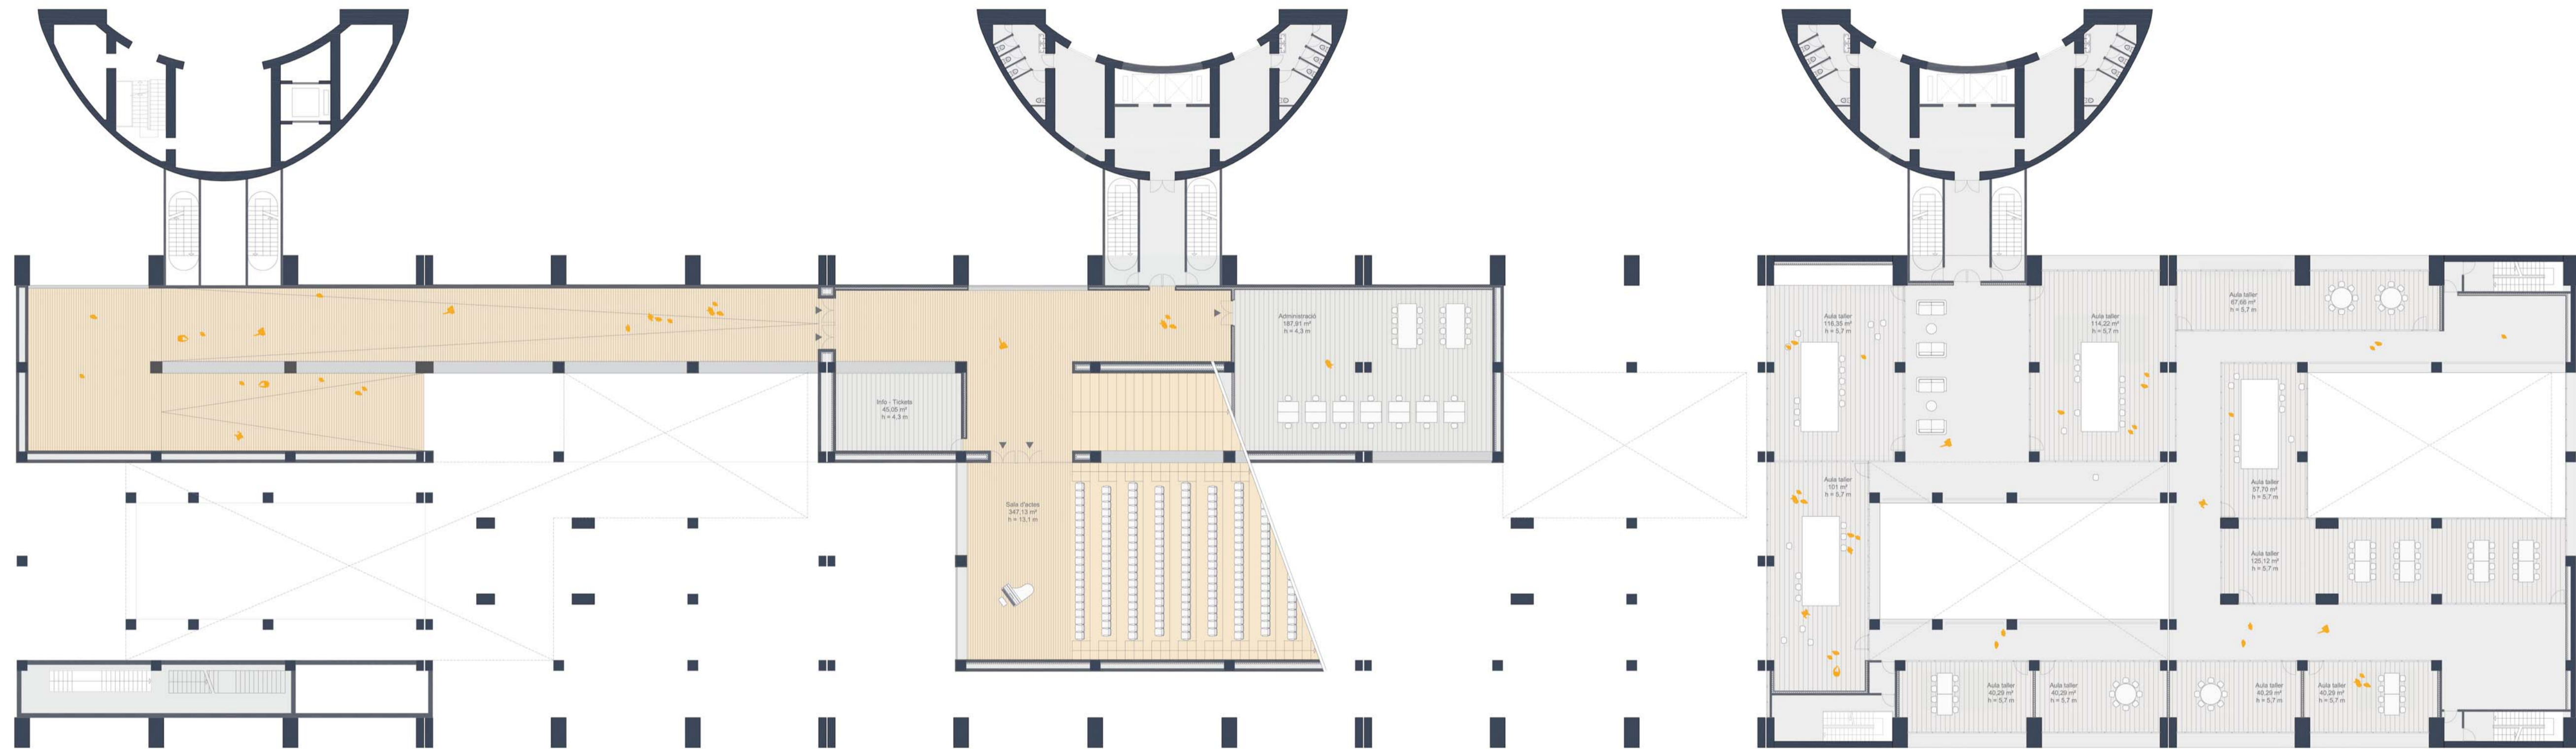 Info - Tickets
45,05 m²
h = 4,3 m
Sala d'actes
347,13 m²
h = 13,1 m
Administració
187,91 m²
h = 4,3 m
Aula taller
116,35 m²
h = 5,7 m
Aula taller
101 m²
h = 5,7 m
Aula taller
114,22 m²
h = 5,7 m
Aula taller
67,66 m²
h = 5,7 m
Aula taller
57,70 m²
h = 5,7 m
Aula taller
125,12 m²
h = 5,7 m
Aula taller
40,29 m²
h = 5,7 m
Aula taller
40,29 m²
h = 5,7 m
Aula taller
40,29 m²
h = 5,7 m
Aula taller
40,29 m²
h = 5,7 m